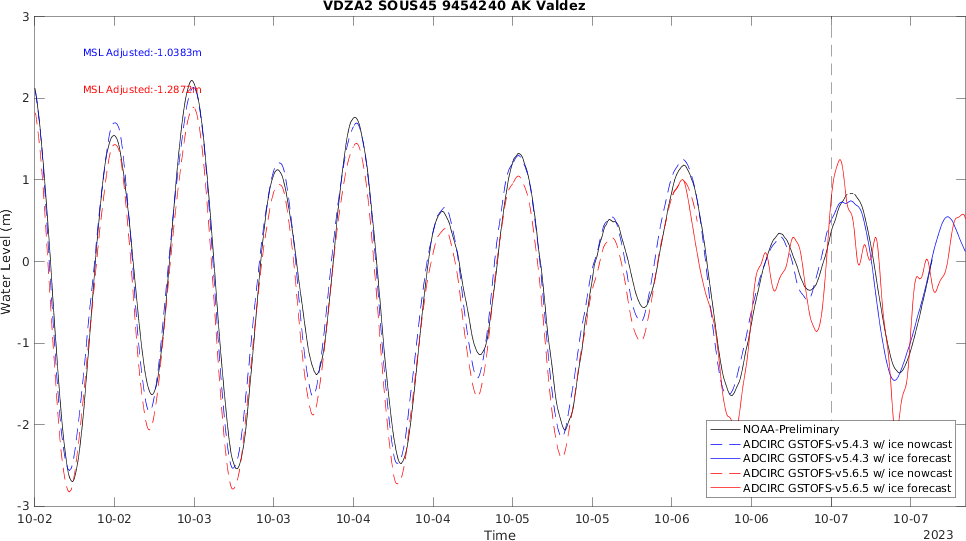 VDZA2 SOUS45 9454240 AK Valdez
MSL Adjusted:-1.0383m
MSL Adjusted:-1.2872m
Water Level (m)
3
2
1
0
-1
-2
-3
NOAA-Preliminary
ADCIRC GSTOFS-v5.4.3 w/ ice nowcast
ADCIRC GSTOFS-v5.4.3 w/ ice forecast
ADCIRC GSTOFS-v5.6.5 w/ ice nowcast
ADCIRC GSTOFS-v5.6.5 w/ ice forecast
10-02 10-02 10-03 10-03 10-04 10-04 10-05 10-05 10-06 10-06 10-07 10-07
Time
2023